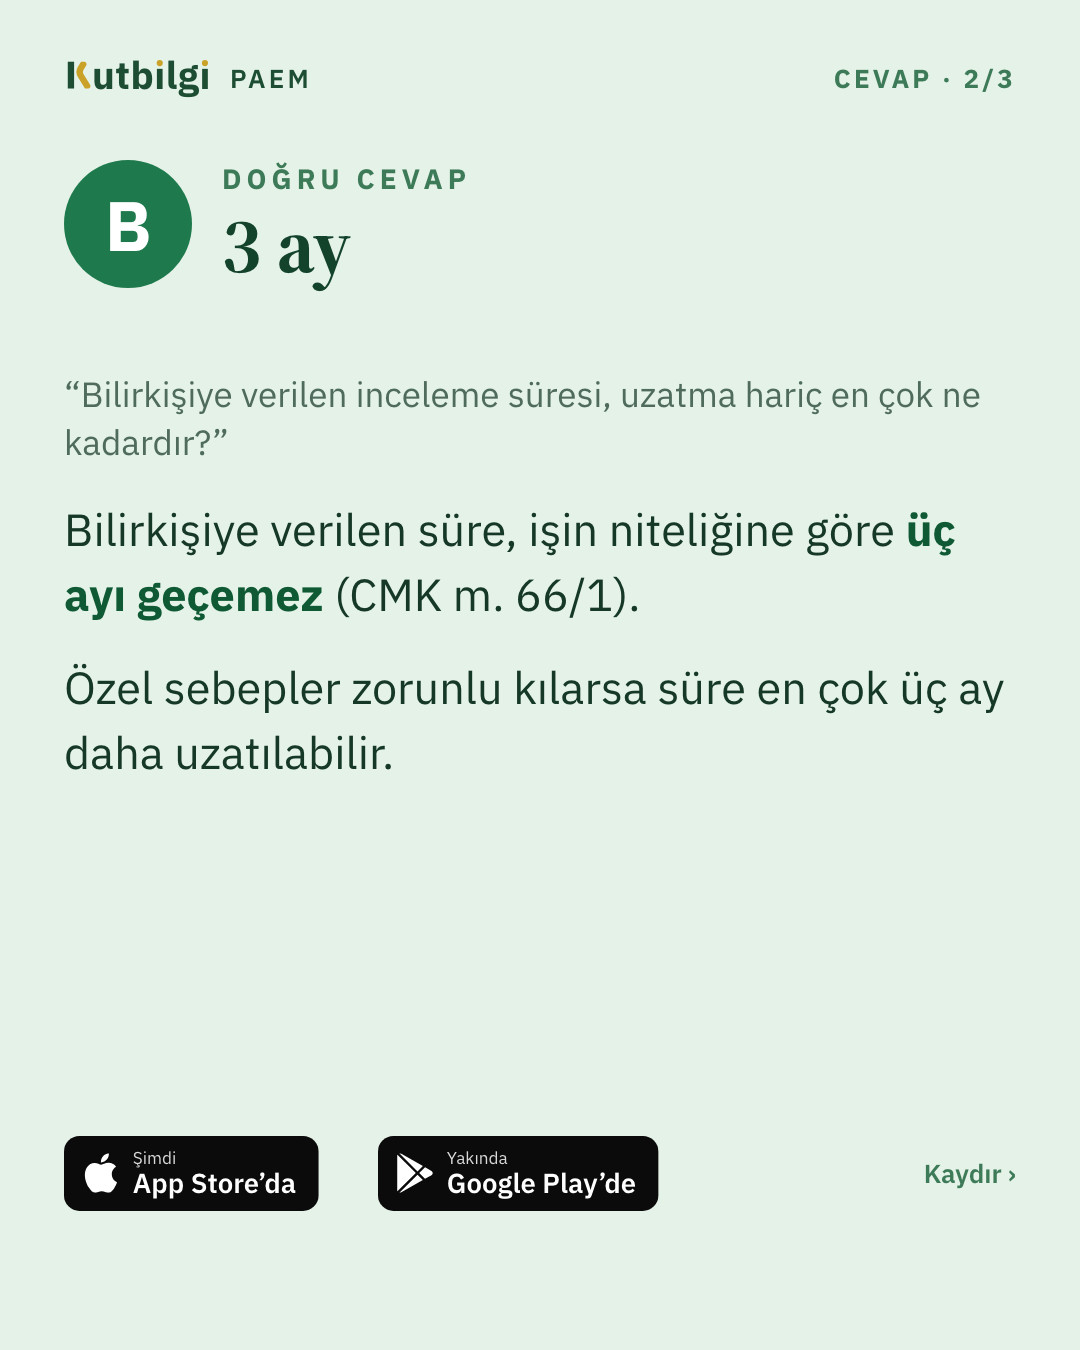 Kutbilgi PAEM
CEVAP · 2/3
B
DOĞRU CEVAP
3 ay
“Bilirkişiye verilen inceleme süresi, uzatma hariç en çok ne
kadardır?”
Bilirkişiye verilen süre, işin niteliğine göre üç
ayı geçemez (CMK m. 66/1).
Özel sebepler zorunlu kılarsa süre en çok üç ay
daha uzatılabilir.
Şimdi
App Store’da
Yakında
Google Play’de
Kaydır ›